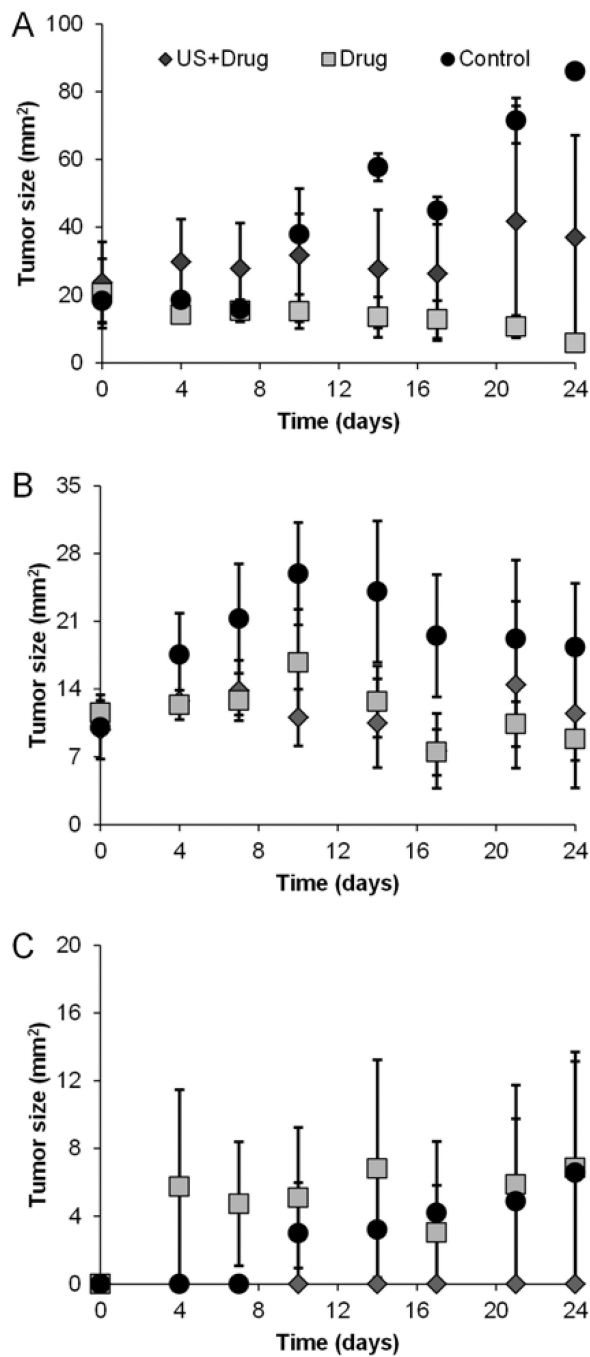 A
US+Drug Drug Control
100
80
60
40
20
0
Tumor size (mm²)
0 4 8 12 16 20 24
Time (days)
B
35
28
21
14
7
0
Tumor size (mm²)
0 4 8 12 16 20 24
Time (days)
C
20
16
12
8
4
0
Tumor size (mm²)
0 4 8 12 16 20 24
Time (days)